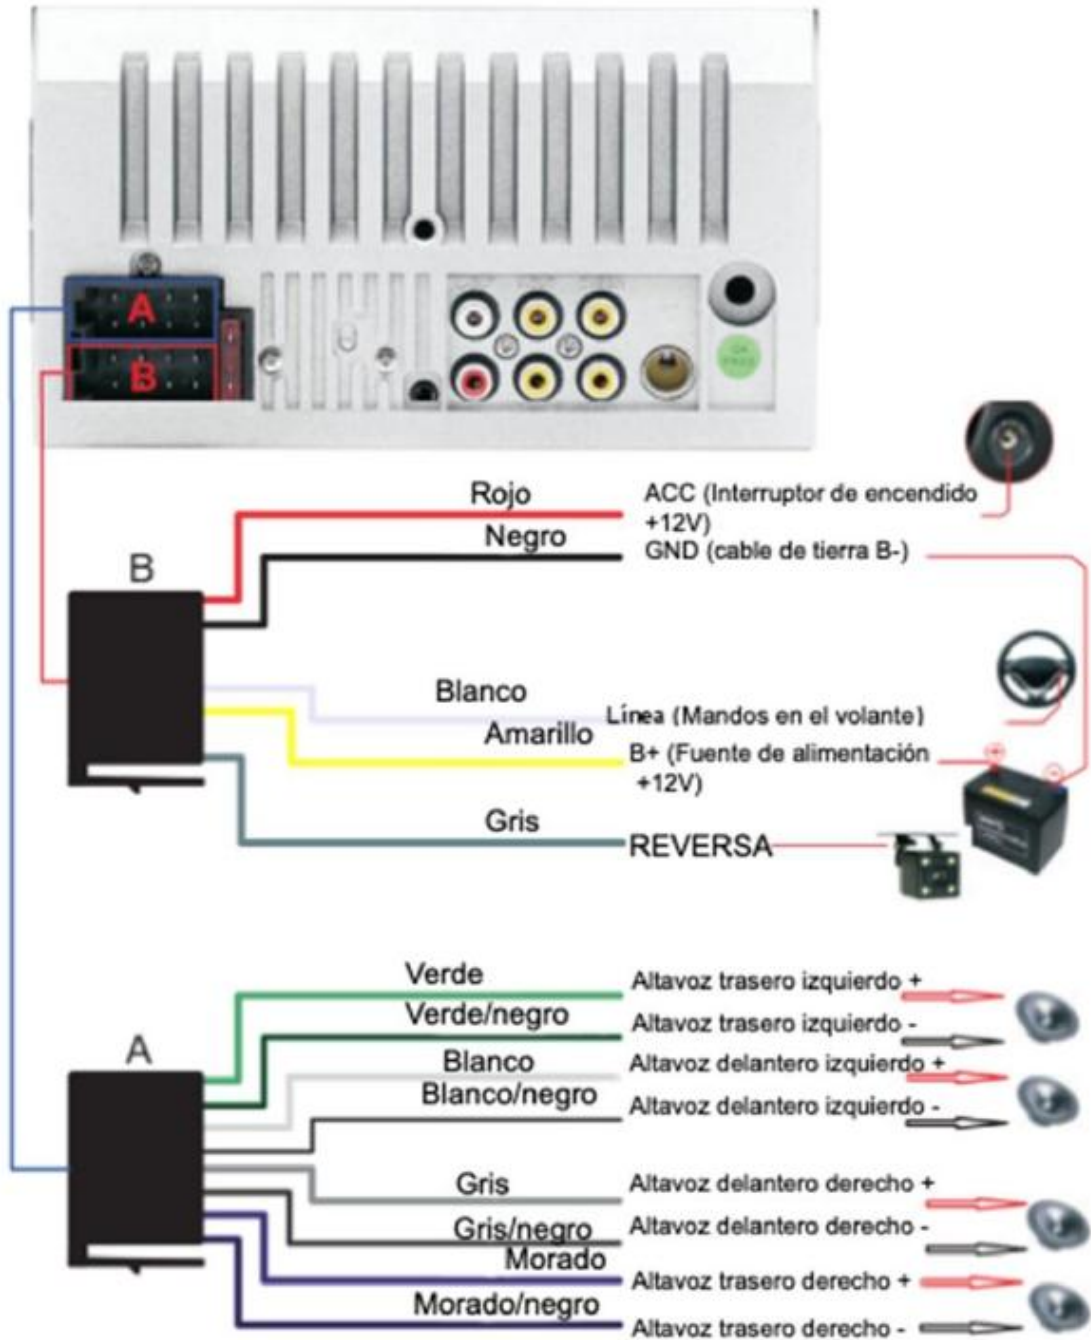 A
B
Rojo
ACC (Interruptor de encendido
+12V)
Negro
GND (cable de tierra B-)
B
Blanco
Línea (Mandos en el volante)
Amarillo
B+ (Fuente de alimentación
+12V)
Gris
REVERSA
Verde
Altavoz trasero izquierdo +
Verde/negro
Altavoz trasero izquierdo -
A
Blanco
Altavoz delantero izquierdo +
Blanco/negro
Altavoz delantero izquierdo -
Gris
Altavoz delantero derecho +
Gris/negro
Altavoz delantero derecho -
Morado
Altavoz trasero derecho +
Morado/negro
Altavoz trasero derecho -